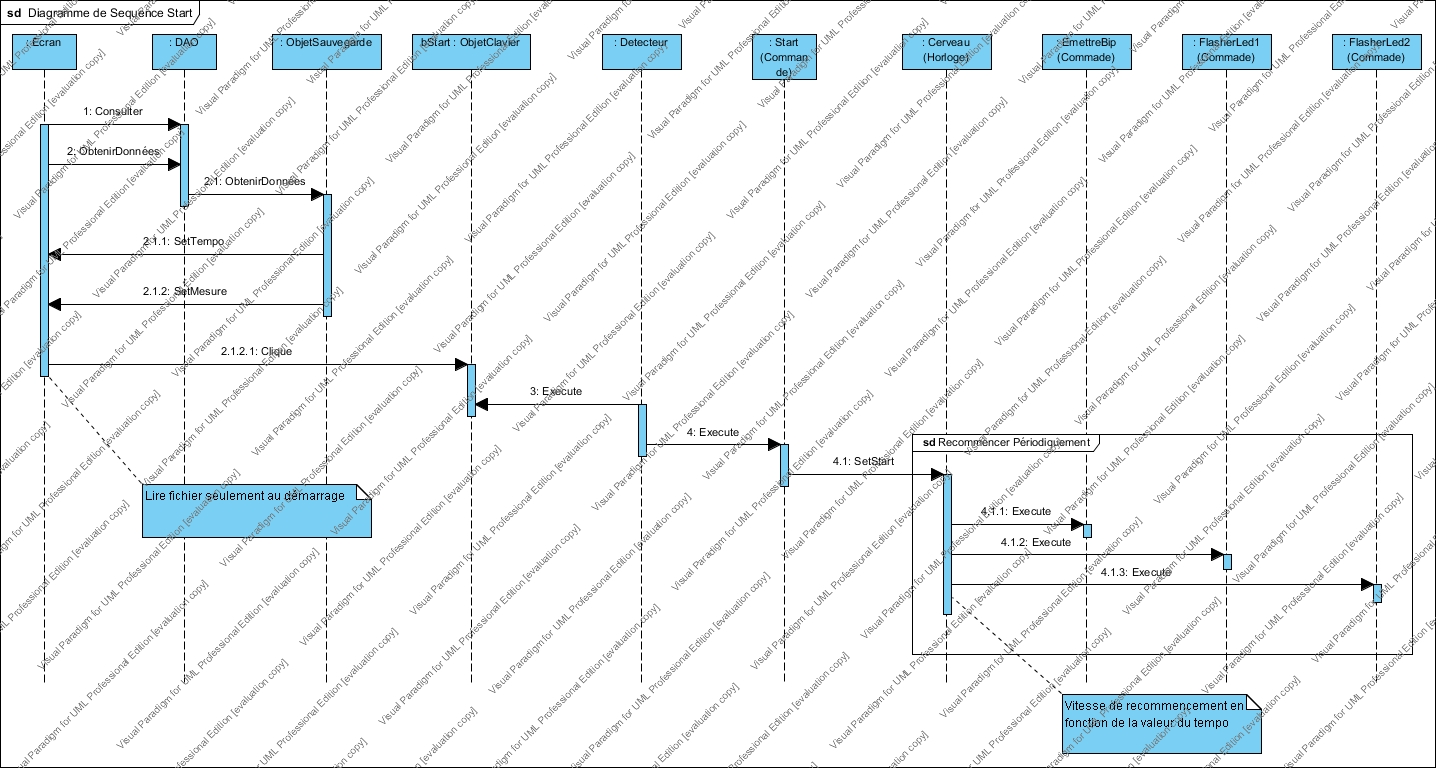 sd Diagramme de Sequence Start
Ecran
: DAO
: ObjetSauvegarde
bStart : ObjetClavier
: Detecteur
: Start
(Comman
de)
: Cerveau
(Horloge)
: EmettreBip
(Commade)
: FlasherLed1
(Commade)
: FlasherLed2
(Commade)
1: Consulter
2: ObtenirDonnées
2.1: ObtenirDonnées
2.1.1: SetTempo
2.1.2: SetMesure
2.1.2.1: Clique
3: Execute
4: Execute
sd Recommencer Périodiquement
4.1: SetStart
4.1.1: Execute
4.1.2: Execute
4.1.3: Execute
Lire fichier seulement au démarrage
Vitesse de recommencement en
fonction de la valeur du tempo
Visual Paradigm for UML Professional Edition [evaluation copy]